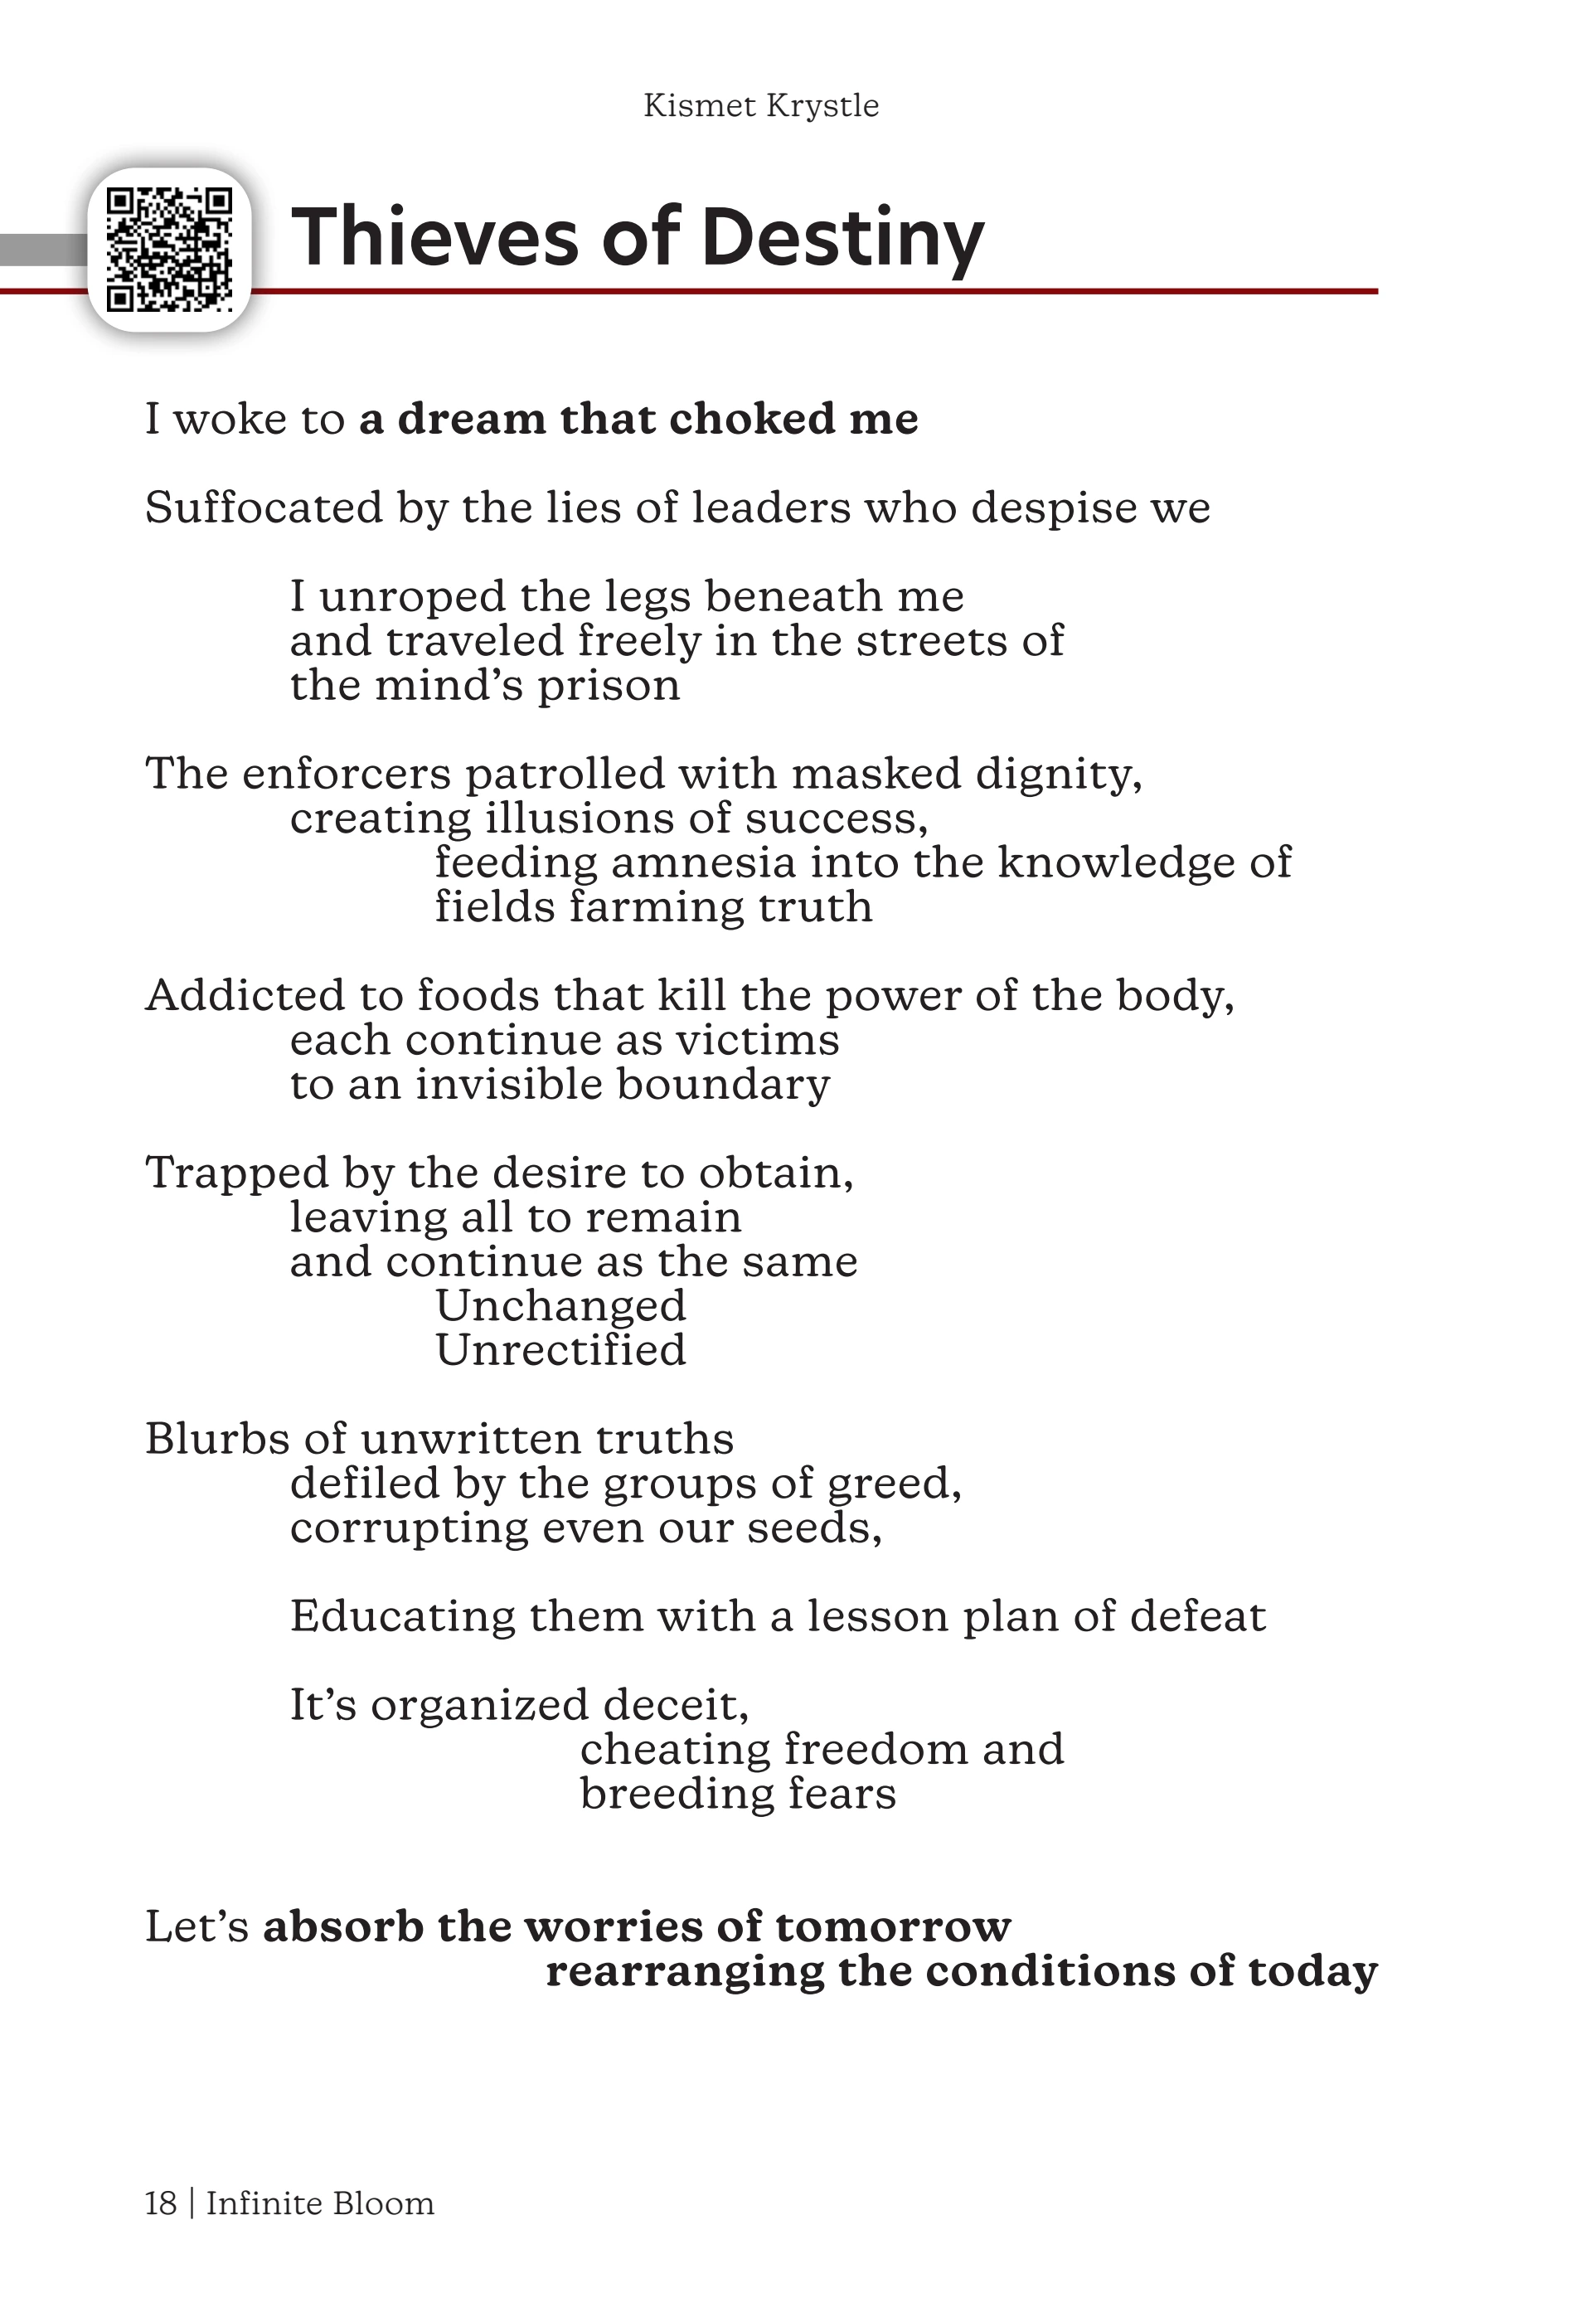 Kismet Krystle
Thieves of Destiny
I woke to a dream that choked me
Suffocated by the lies of leaders who despise we
I unroped the legs beneath me
and traveled freely in the streets of
the mind’s prison
The enforcers patrolled with masked dignity,
creating illusions of success,
feeding amnesia into the knowledge of
fields farming truth
Addicted to foods that kill the power of the body,
each continue as victims
to an invisible boundary
Trapped by the desire to obtain,
leaving all to remain
and continue as the same
Unchanged
Unrectified
Blurbs of unwritten truths
defiled by the groups of greed,
corrupting even our seeds,
Educating them with a lesson plan of defeat
It’s organized deceit,
cheating freedom and
breeding fears
Let’s absorb the worries of tomorrow
rearranging the conditions of today
18 | Infinite Bloom